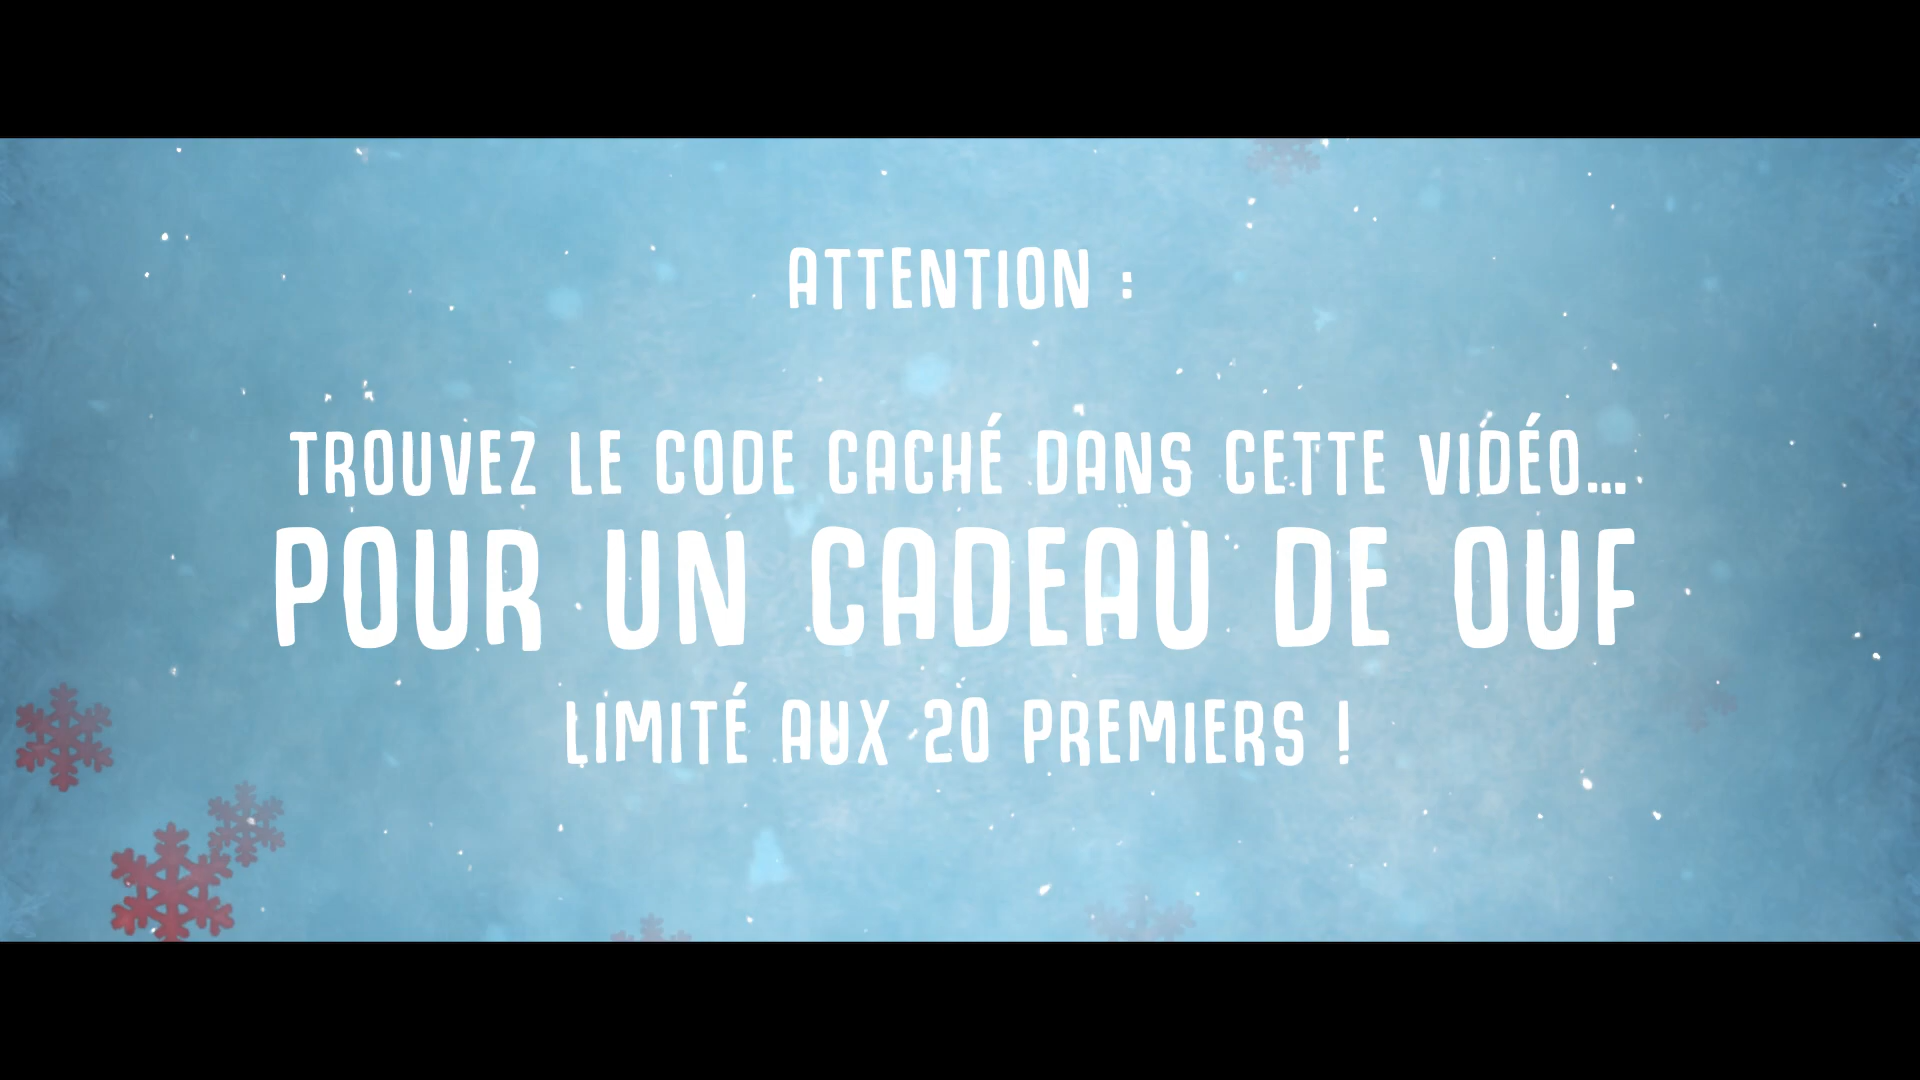 ATTENTION :
TROUVEZ LE CODE CACHÉ DANS CETTE VIDÉO...
POUR UN CADEAU DE OUF
LIMITÉ AUX 20 PREMIERS !